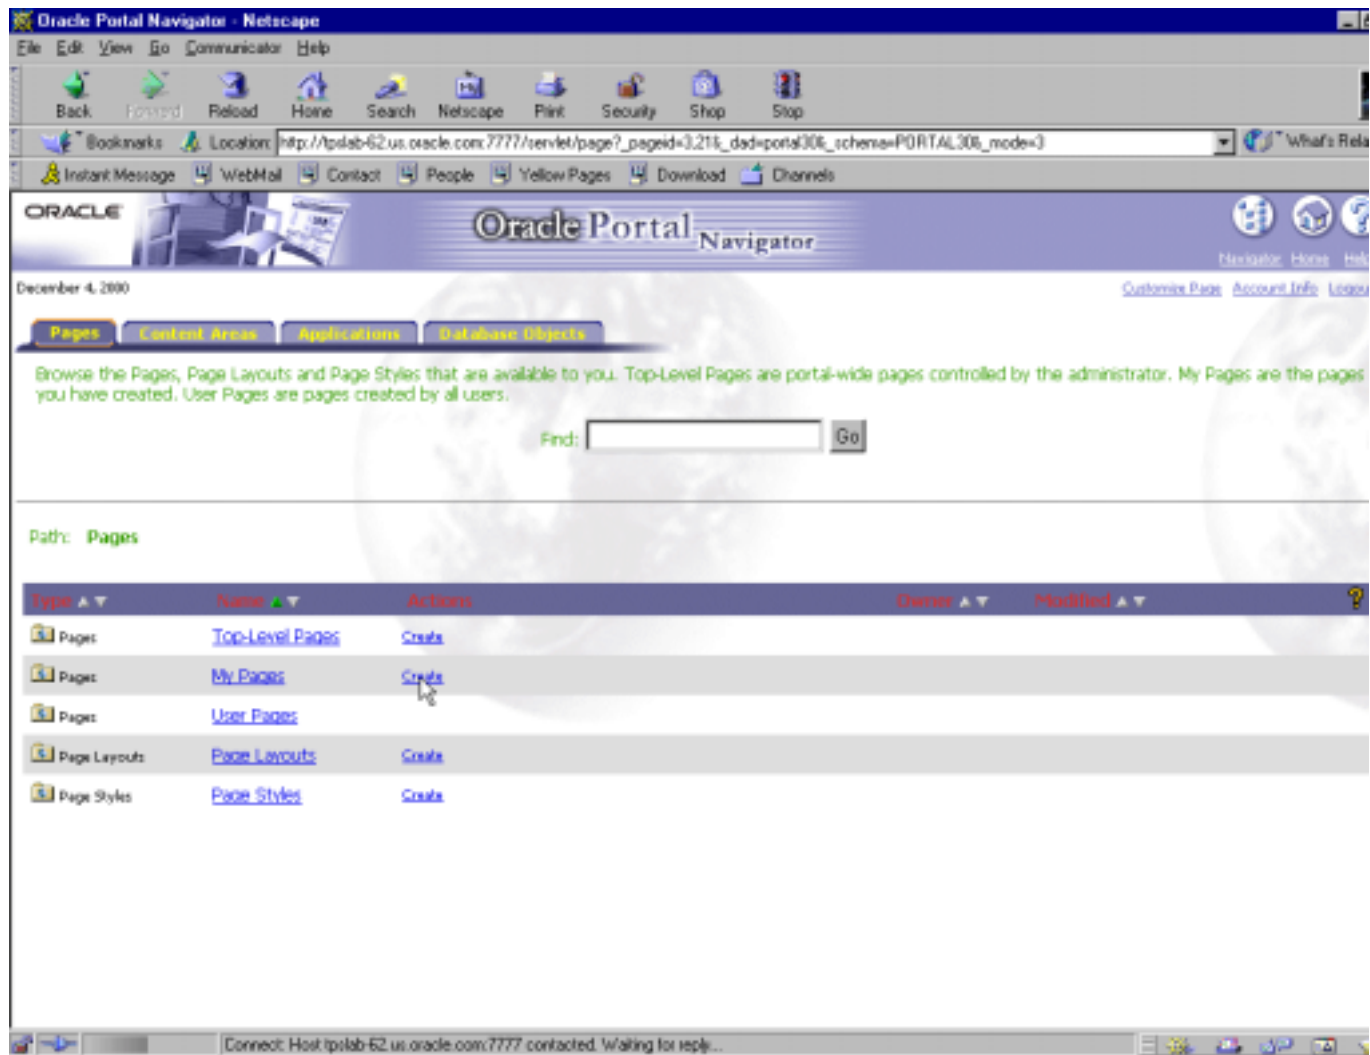 Oracle Portal Navigator - Netscape
File Edit View Go Communicator Help
Back Forward Reload Home Search Netscape Print Security Shop Stop
Bookmarks Location: http://tpslab-62.us.oracle.com:7777/servlet/page?_pageid=3,21&_dad=portal30&_schema=PORTAL30&_mode=3 What's Rela
Instant Message WebMail Contact People Yellow Pages Download Channels
ORACLE Oracle Portal Navigator
Navigator Home Help
December 4, 2000 Customize Page Account Info Logou
Pages Content Areas Applications Database Objects
Browse the Pages, Page Layouts and Page Styles that are available to you. Top-Level Pages are portal-wide pages controlled by the administrator. My Pages are the pages
you have created. User Pages are pages created by all users.
Find: Go
Path: Pages
Type Name Actions Owner Modified ?
Pages Top-Level Pages Create
Pages My Pages Create
Pages User Pages
Page Layouts Page Layouts Create
Page Styles Page Styles Create
Connect: Host tpslab-62.us.oracle.com:7777 contacted. Waiting for reply...